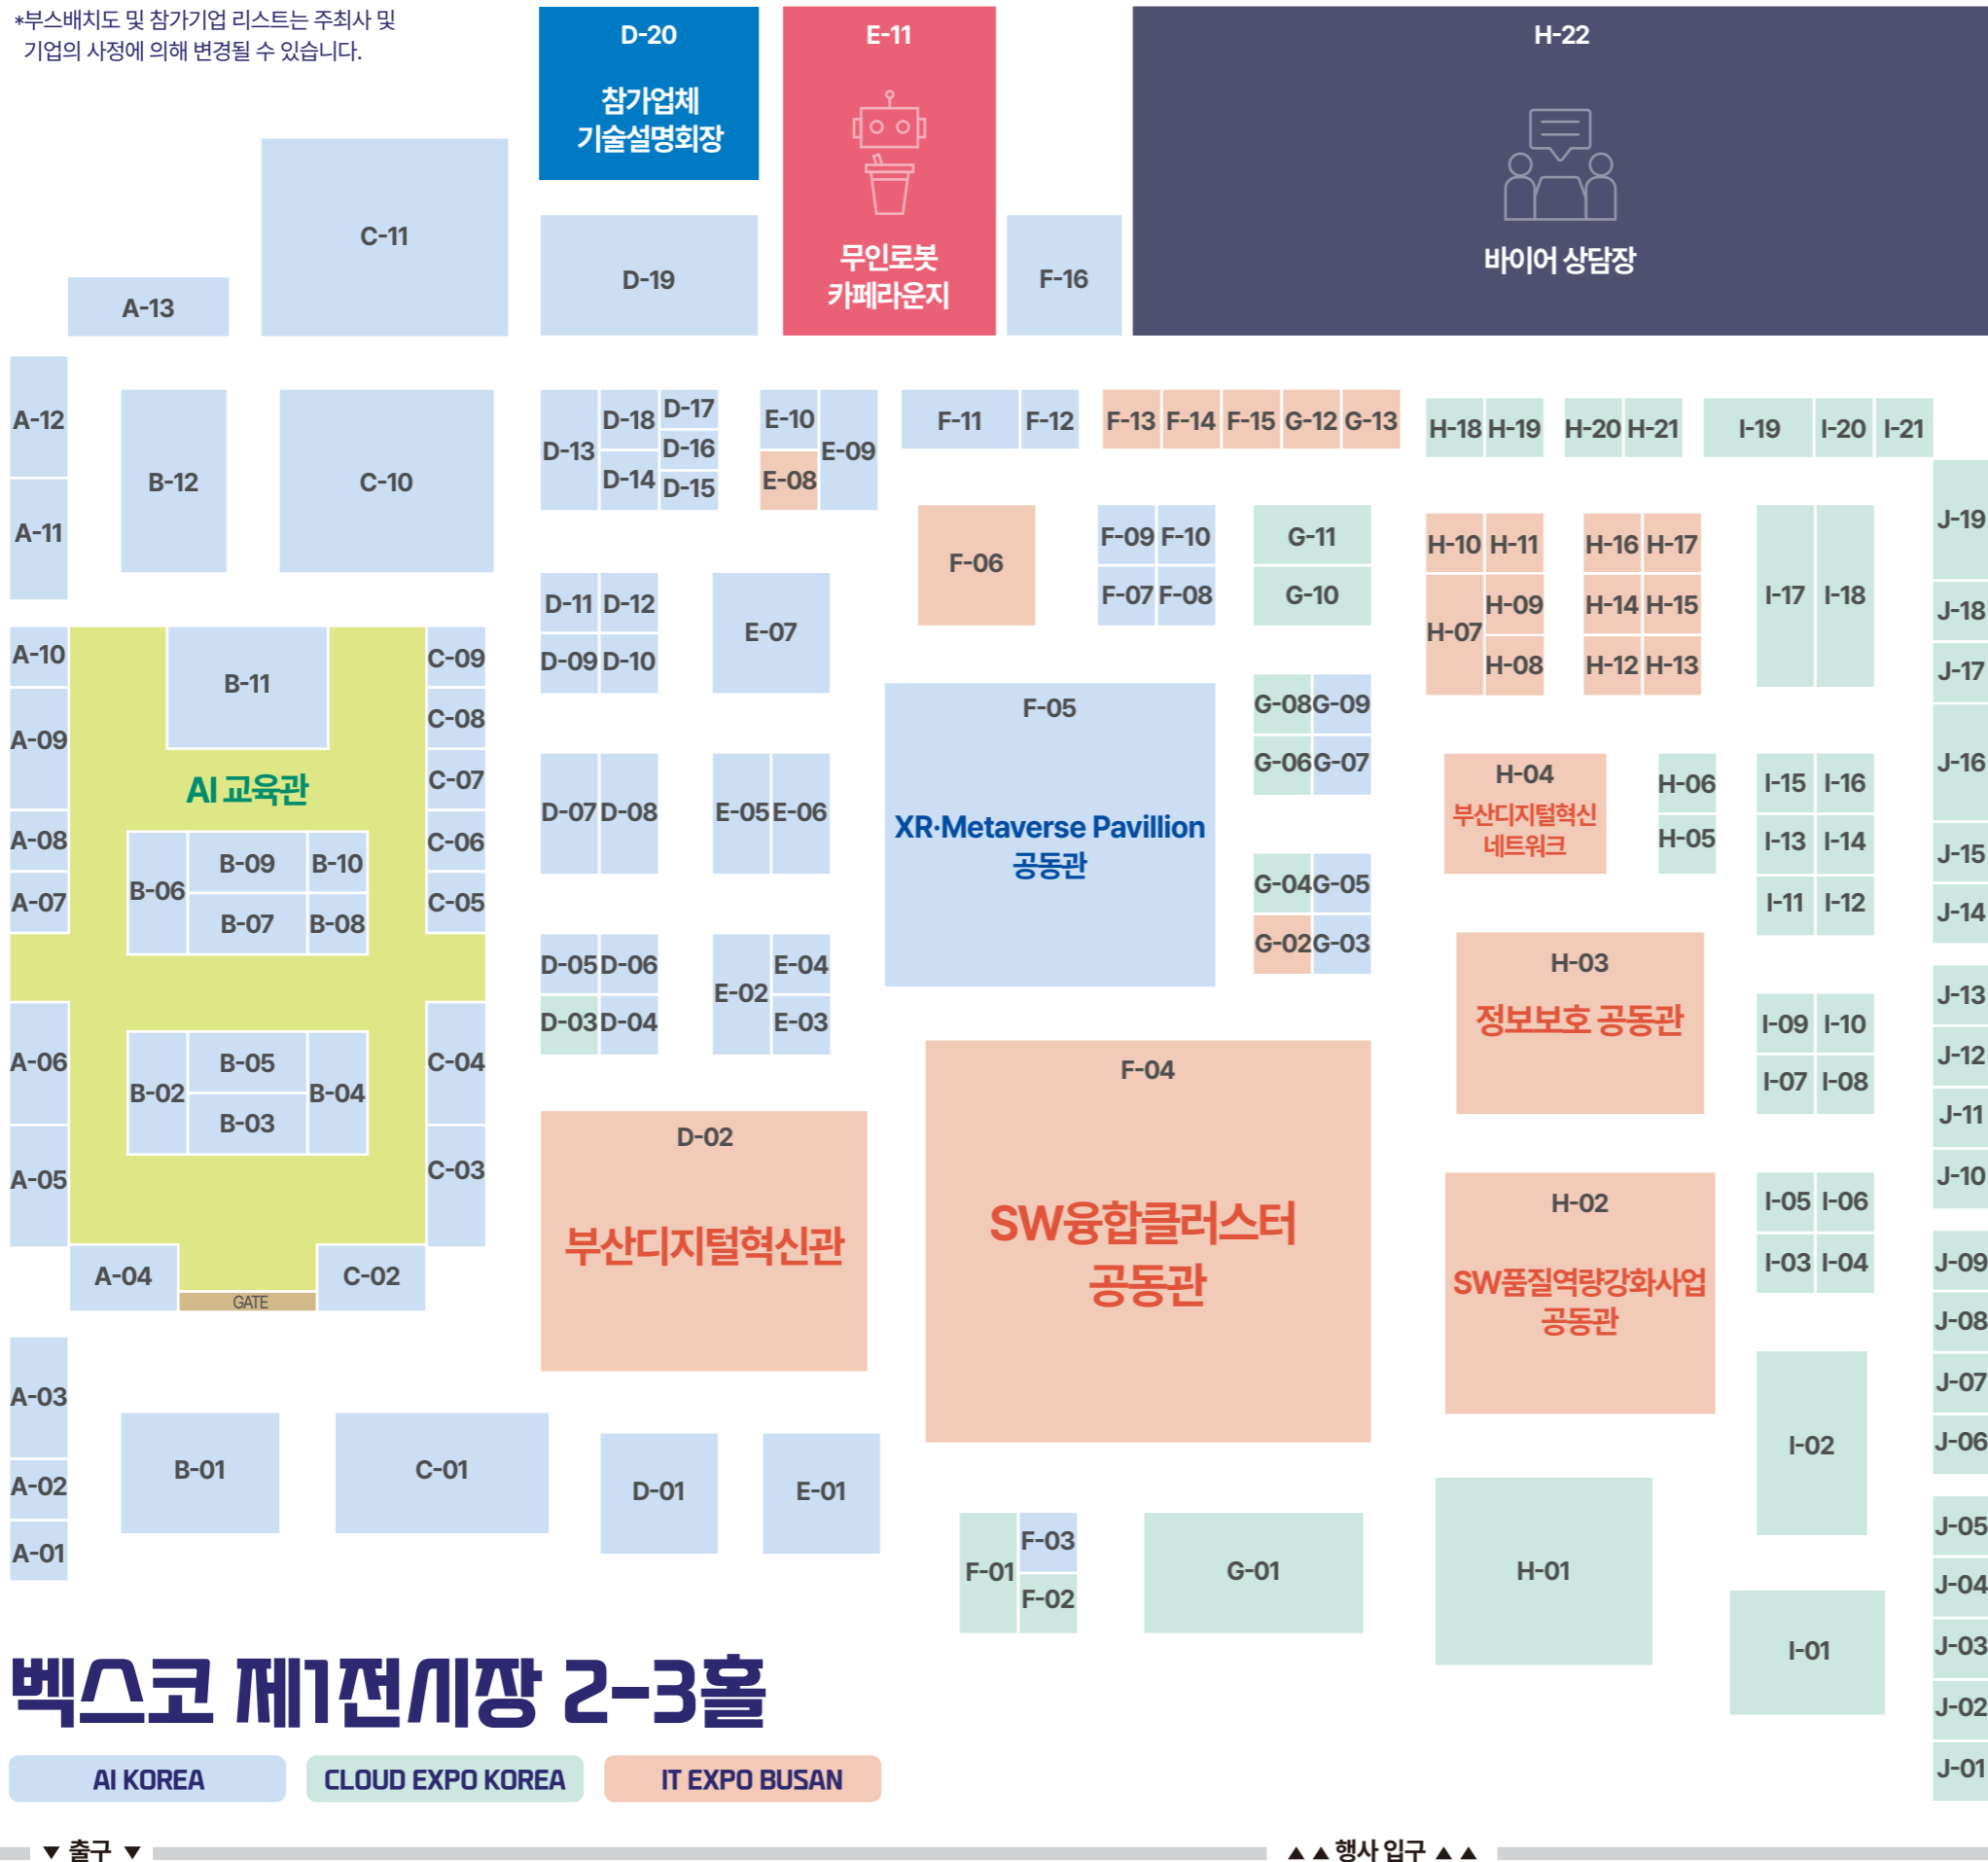 *부스배치도 및 참가기업 리스트는 주최사 및
기업의 사정에 의해 변경될 수 있습니다.
D-20
참가업체
기술설명회장
E-11
무인로봇
카페라운지
H-22
바이어 상담장
C-11
D-19
F-16
A-13
A-12
A-11
B-12
C-10
D-13
D-18
D-17
D-16
D-14
D-15
E-10
E-09
E-08
F-11
F-12
F-13
F-14
F-15
G-12
G-13
H-18
H-19
H-20
H-21
I-19
I-20
I-21
J-19
F-06
F-09
F-10
F-07
F-08
G-11
G-10
H-10
H-11
H-07
H-09
H-08
H-16
H-17
H-14
H-15
H-12
H-13
I-17
I-18
J-18
J-17
J-16
D-11
D-12
D-09
D-10
E-07
A-10
A-09
A-08
A-07
B-11
C-09
C-08
C-07
C-06
C-05
AI 교육관
B-06
B-09
B-10
B-07
B-08
D-07
D-08
E-05
E-06
F-05
XR·Metaverse Pavillion
공동관
G-08
G-09
G-06
G-07
G-04
G-05
G-02
G-03
H-04
부산디지털혁신
네트워크
H-06
H-05
I-15
I-16
I-13
I-14
I-11
I-12
J-15
J-14
D-05
D-06
D-03
D-04
E-02
E-04
E-03
H-03
정보보호 공동관
I-09
I-10
I-07
I-08
J-13
J-12
J-11
J-10
A-06
A-05
B-02
B-05
B-03
B-04
C-04
C-03
A-04
C-02
GATE
D-02
부산디지털혁신관
F-04
SW융합클러스터
공동관
H-02
SW품질역량강화사업
공동관
I-05
I-06
I-03
I-04
J-09
J-08
J-07
J-06
A-03
A-02
A-01
B-01
C-01
D-01
E-01
F-01
F-03
F-02
G-01
H-01
I-02
I-01
J-05
J-04
J-03
J-02
J-01
벡스코 제1전시장 2-3홀
AI KOREA
CLOUD EXPO KOREA
IT EXPO BUSAN
▼ 출구 ▼
▲▲ 행사 입구 ▲▲